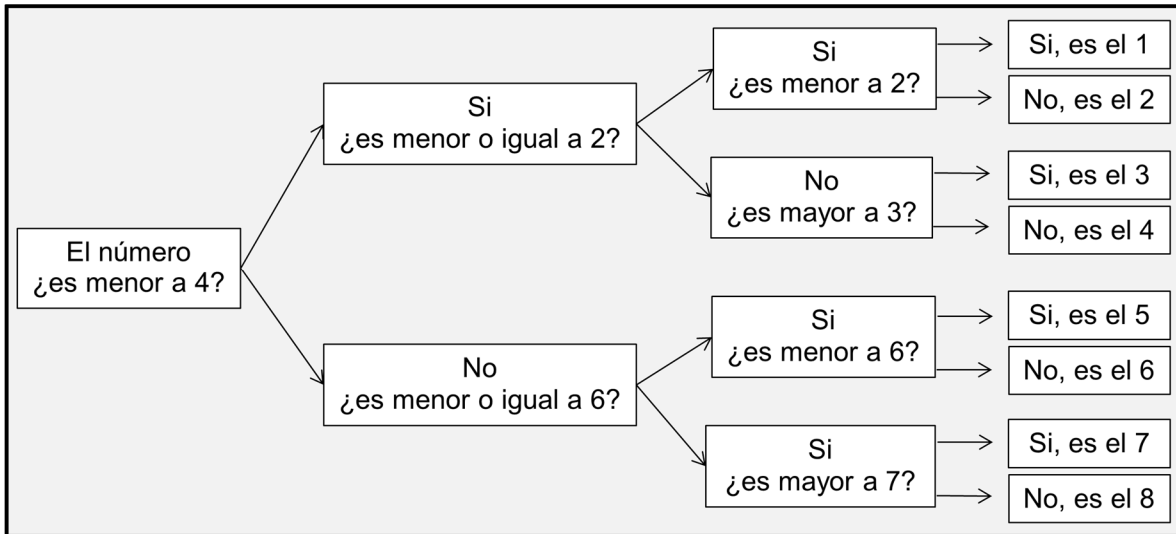 El número
¿es menor a 4?
Si
¿es menor o igual a 2?
No
¿es menor o igual a 6?
Si
¿es menor a 2?
No
¿es mayor a 3?
Si
¿es menor a 6?
Si
¿es mayor a 7?
Si, es el 1
No, es el 2
Si, es el 3
No, es el 4
Si, es el 5
No, es el 6
Si, es el 7
No, es el 8